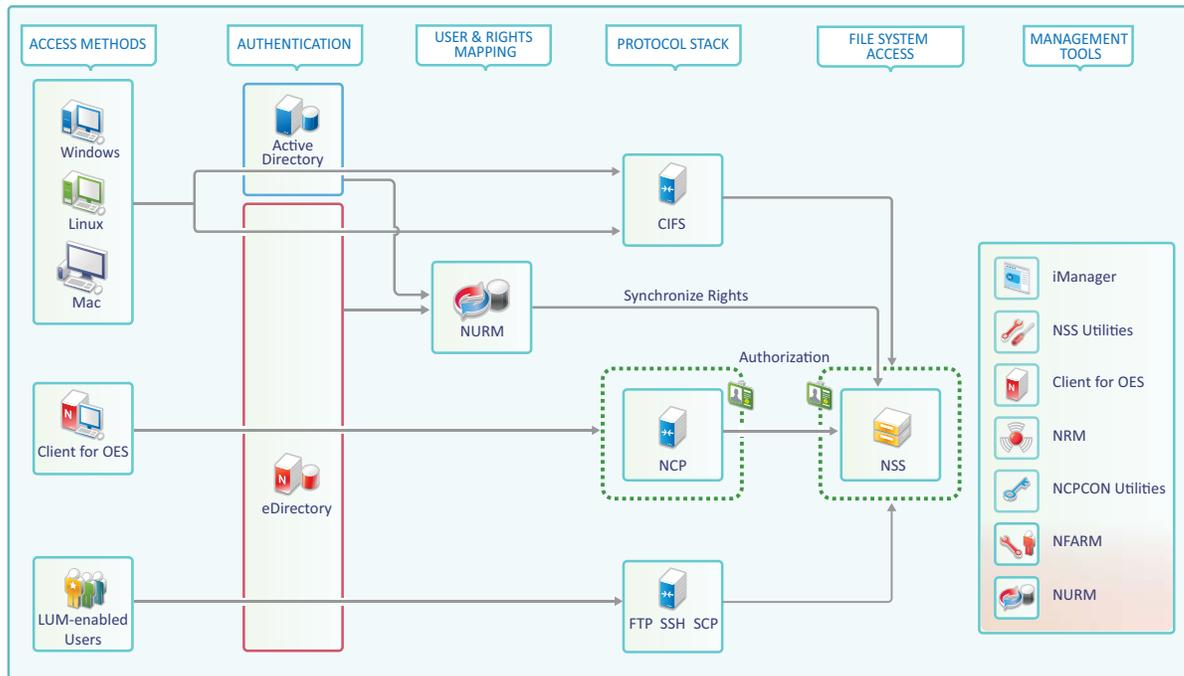 ACCESS METHODS
AUTHENTICATION
USER & RIGHTS
MAPPING
PROTOCOL STACK
FILE SYSTEM
ACCESS
MANAGEMENT
TOOLS
Windows
Linux
Mac
Active
Directory
CIFS
NURM
Synchronize Rights
Authorization
N
Client for OES
N
eDirectory
NCP
NSS
LUM-enabled
Users
FTP SSH SCP
iManager
NSS Utilities
N
Client for OES
NRM
NCPCON Utilities
NFARM
NURM